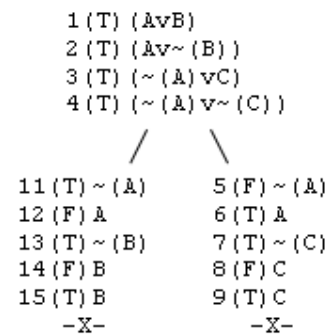 1(T)(AvB)
2(T)(Av~(B))
3(T)(~(A)vC)
4(T)(~(A)v~(C))
11(T)~(A) 5(F)~(A)
12(F)A 6(T)A
13(T)~(B) 7(T)~(C)
14(F)B 8(F)C
15(T)B 9(T)C
-X- -X-